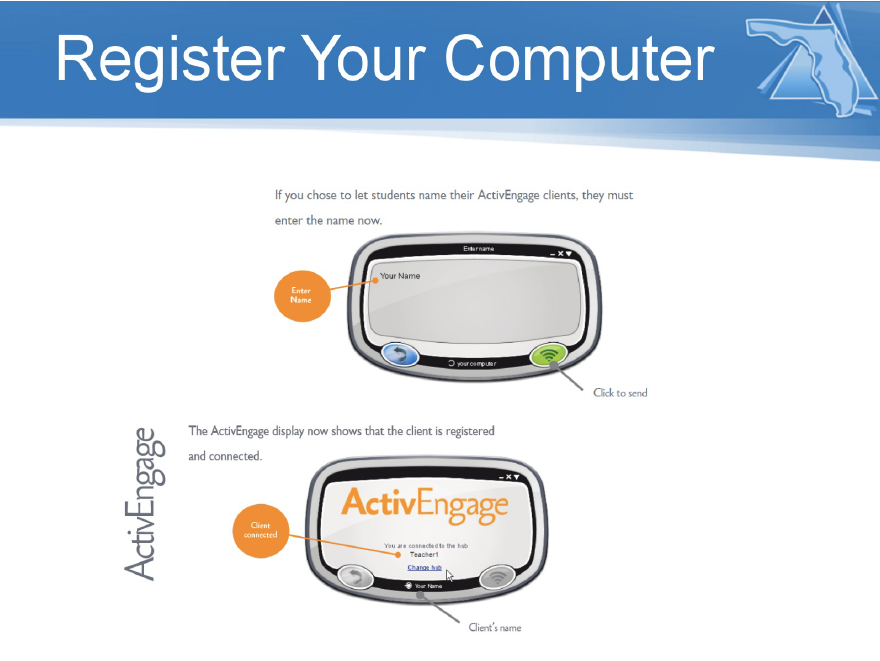 Register Your Computer
If you chose to let students name their ActivEngage clients, they must
enter the name now.
Enter name
Your Name
Enter
Name
your computer
Click to send
ActivEngage
The ActivEngage display now shows that the client is registered
and connected.
ActivEngage
Client
connected
You are connected to the hub
Teacher1
Change hub
Your Name
Client's name